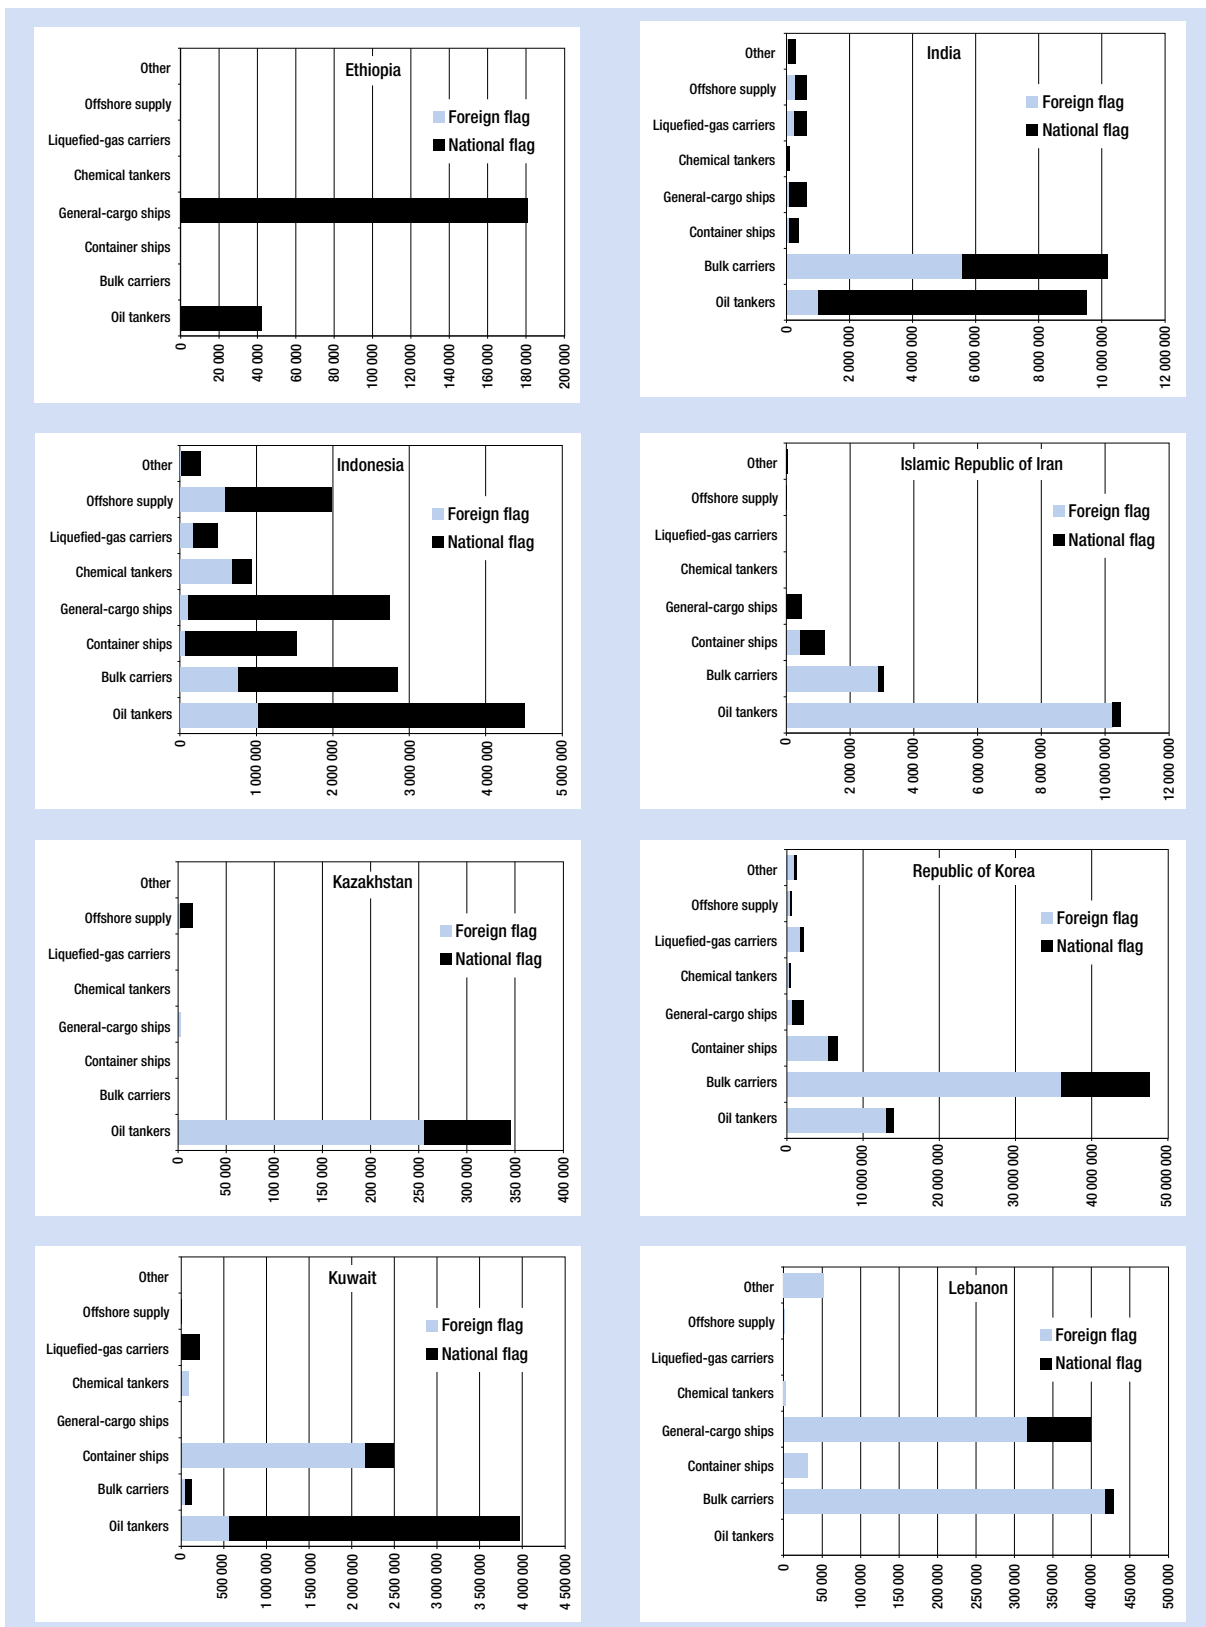 Ethiopia
Other
Offshore supply
Liquefied-gas carriers
Chemical tankers
General-cargo ships
Container ships
Bulk carriers
Oil tankers
Foreign flag
National flag
0
20 000
40 000
60 000
80 000
100 000
120 000
140 000
160 000
180 000
200 000
India
Other
Offshore supply
Liquefied-gas carriers
Chemical tankers
General-cargo ships
Container ships
Bulk carriers
Oil tankers
Foreign flag
National flag
0
2 000 000
4 000 000
6 000 000
8 000 000
10 000 000
12 000 000
Indonesia
Other
Offshore supply
Liquefied-gas carriers
Chemical tankers
General-cargo ships
Container ships
Bulk carriers
Oil tankers
Foreign flag
National flag
0
1 000 000
2 000 000
3 000 000
4 000 000
5 000 000
Islamic Republic of Iran
Other
Offshore supply
Liquefied-gas carriers
Chemical tankers
General-cargo ships
Container ships
Bulk carriers
Oil tankers
Foreign flag
National flag
0
2 000 000
4 000 000
6 000 000
8 000 000
10 000 000
12 000 000
Kazakhstan
Other
Offshore supply
Liquefied-gas carriers
Chemical tankers
General-cargo ships
Container ships
Bulk carriers
Oil tankers
Foreign flag
National flag
0
50 000
100 000
150 000
200 000
250 000
300 000
350 000
400 000
Republic of Korea
Other
Offshore supply
Liquefied-gas carriers
Chemical tankers
General-cargo ships
Container ships
Bulk carriers
Oil tankers
Foreign flag
National flag
0
10 000 000
20 000 000
30 000 000
40 000 000
50 000 000
Kuwait
Other
Offshore supply
Liquefied-gas carriers
Chemical tankers
General-cargo ships
Container ships
Bulk carriers
Oil tankers
Foreign flag
National flag
0
500 000
1 000 000
1 500 000
2 000 000
2 500 000
3 000 000
3 500 000
4 000 000
4 500 000
Lebanon
Other
Offshore supply
Liquefied-gas carriers
Chemical tankers
General-cargo ships
Container ships
Bulk carriers
Oil tankers
Foreign flag
National flag
0
50 000
100 000
150 000
200 000
250 000
300 000
350 000
400 000
450 000
500 000